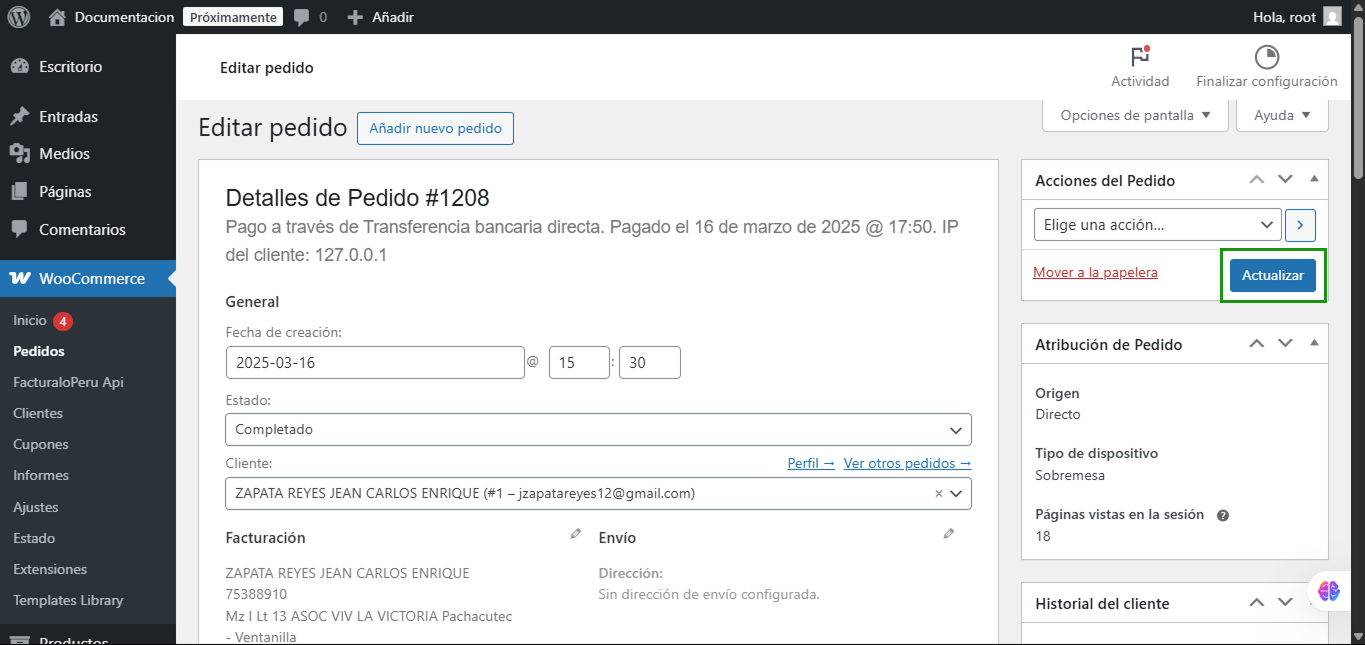 Documentacion Próximamente 0 Añadir Hola, root
Escritorio
Entradas
Medios
Páginas
Comentarios
WooCommerce
Inicio 4
Pedidos
FacturaloPeru Api
Clientes
Cupones
Informes
Ajustes
Estado
Extensiones
Templates Library
Productos
Editar pedido
Actividad
Finalizar configuración
Opciones de pantalla
Ayuda
Editar pedido
Añadir nuevo pedido
Detalles de Pedido #1208
Pago a través de Transferencia bancaria directa. Pagado el 16 de marzo de 2025 @ 17:50. IP
del cliente: 127.0.0.1
General
Fecha de creación:
2025-03-16 @ 15 : 30
Estado:
Completado
Cliente: Perfil → Ver otros pedidos →
ZAPATA REYES JEAN CARLOS ENRIQUE (#1 – jzapatareyes12@gmail.com) ×
Facturación
ZAPATA REYES JEAN CARLOS ENRIQUE
75388910
Mz I Lt 13 ASOC VIV LA VICTORIA Pachacutec
- Ventanilla
Envío
Dirección:
Sin dirección de envío configurada.
Acciones del Pedido
Elige una acción...
Mover a la papelera
Actualizar
Atribución de Pedido
Origen
Directo
Tipo de dispositivo
Sobremesa
Páginas vistas en la sesión ?
18
Historial del cliente